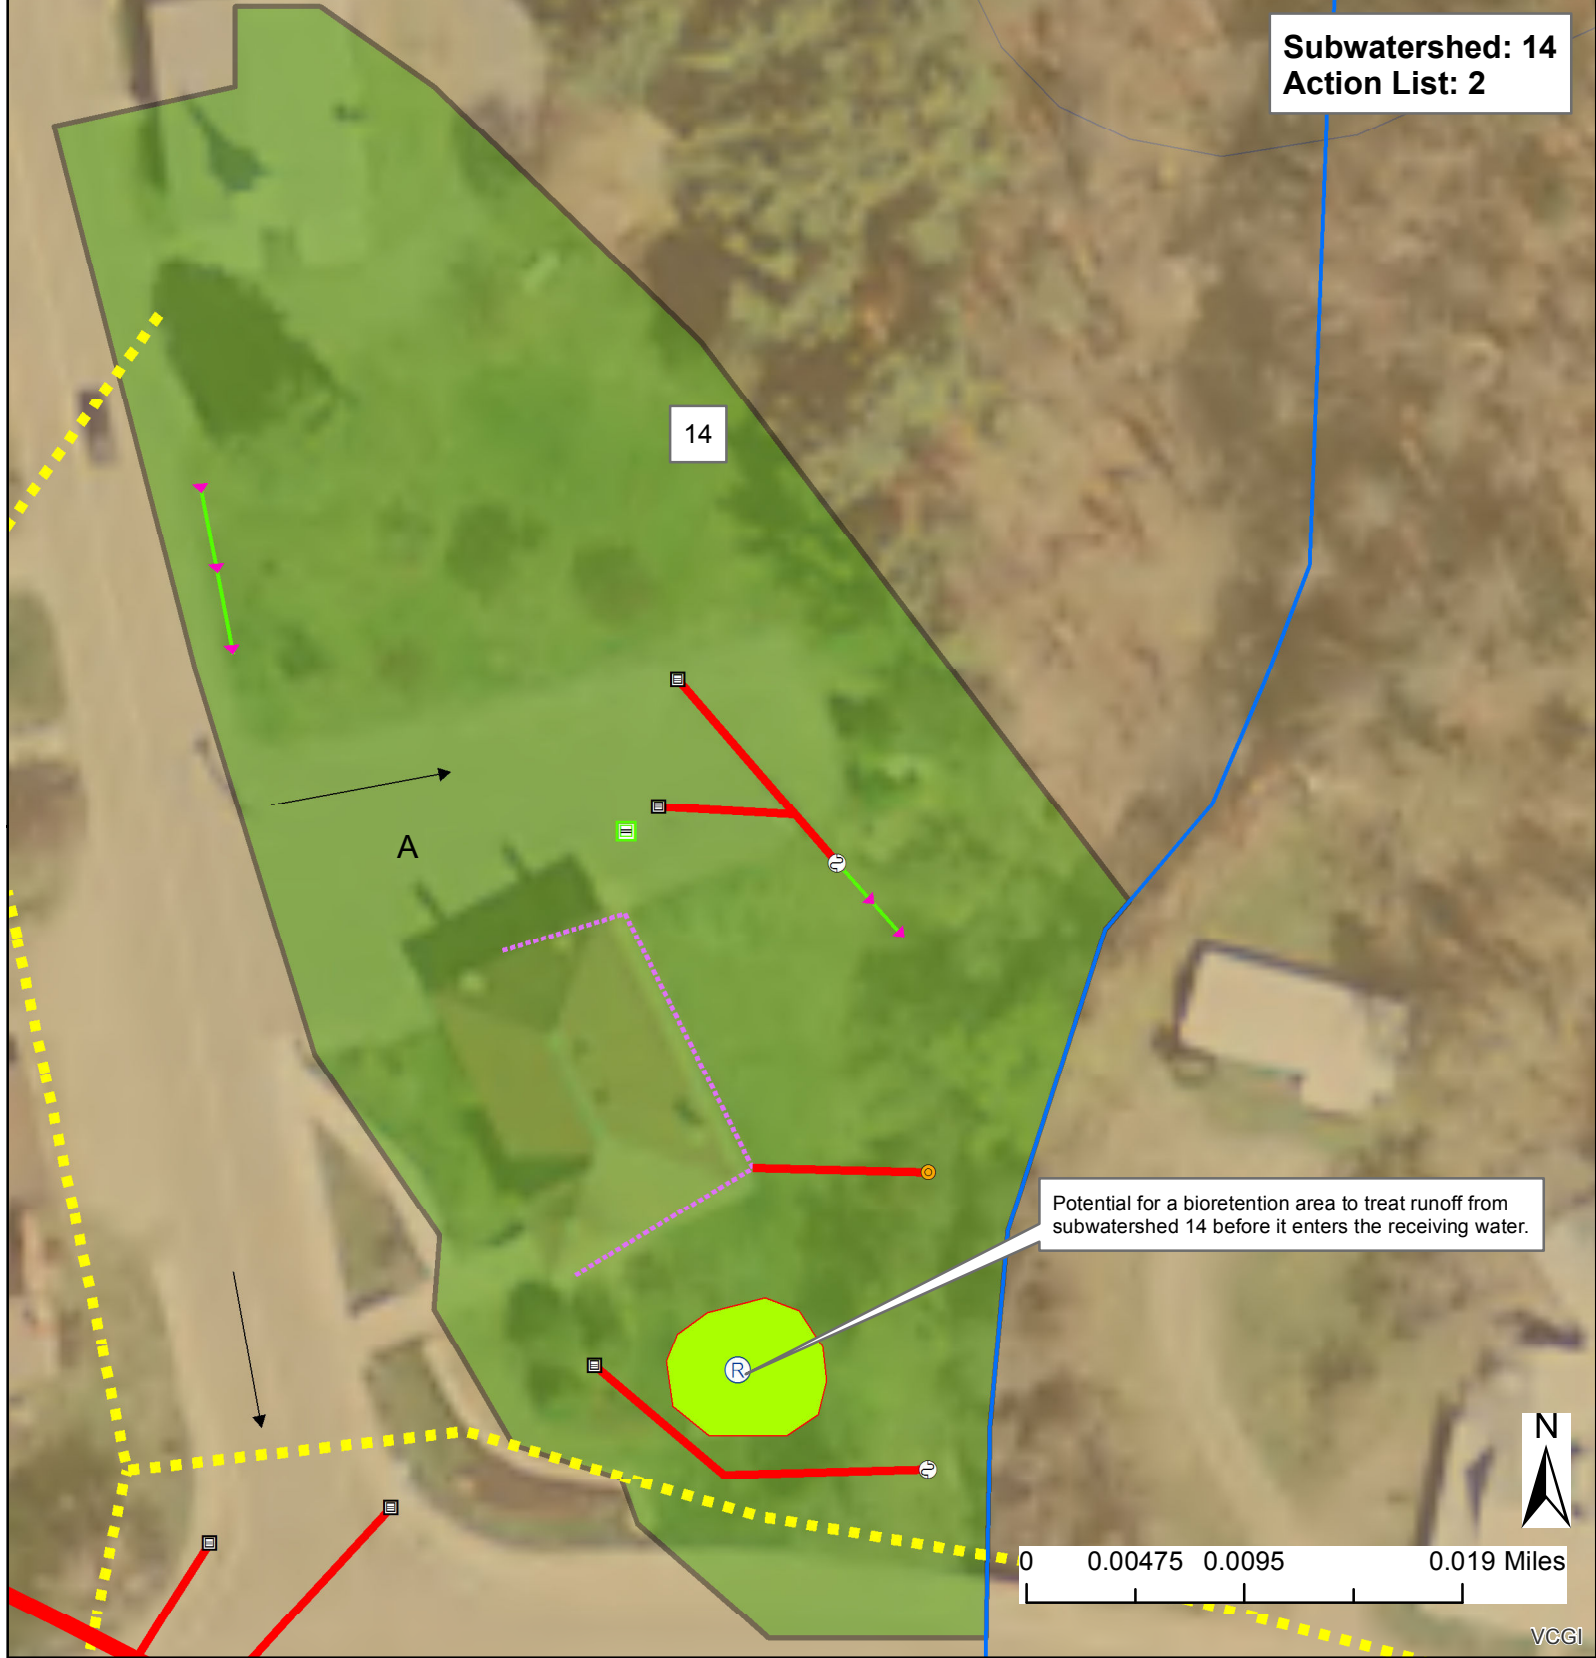 Subwatershed: 14
Action List: 2
14
A
Potential for a bioretention area to treat runoff from
subwatershed 14 before it enters the receiving water.
R
N
0 0.00475 0.0095 0.019 Miles
VCGI